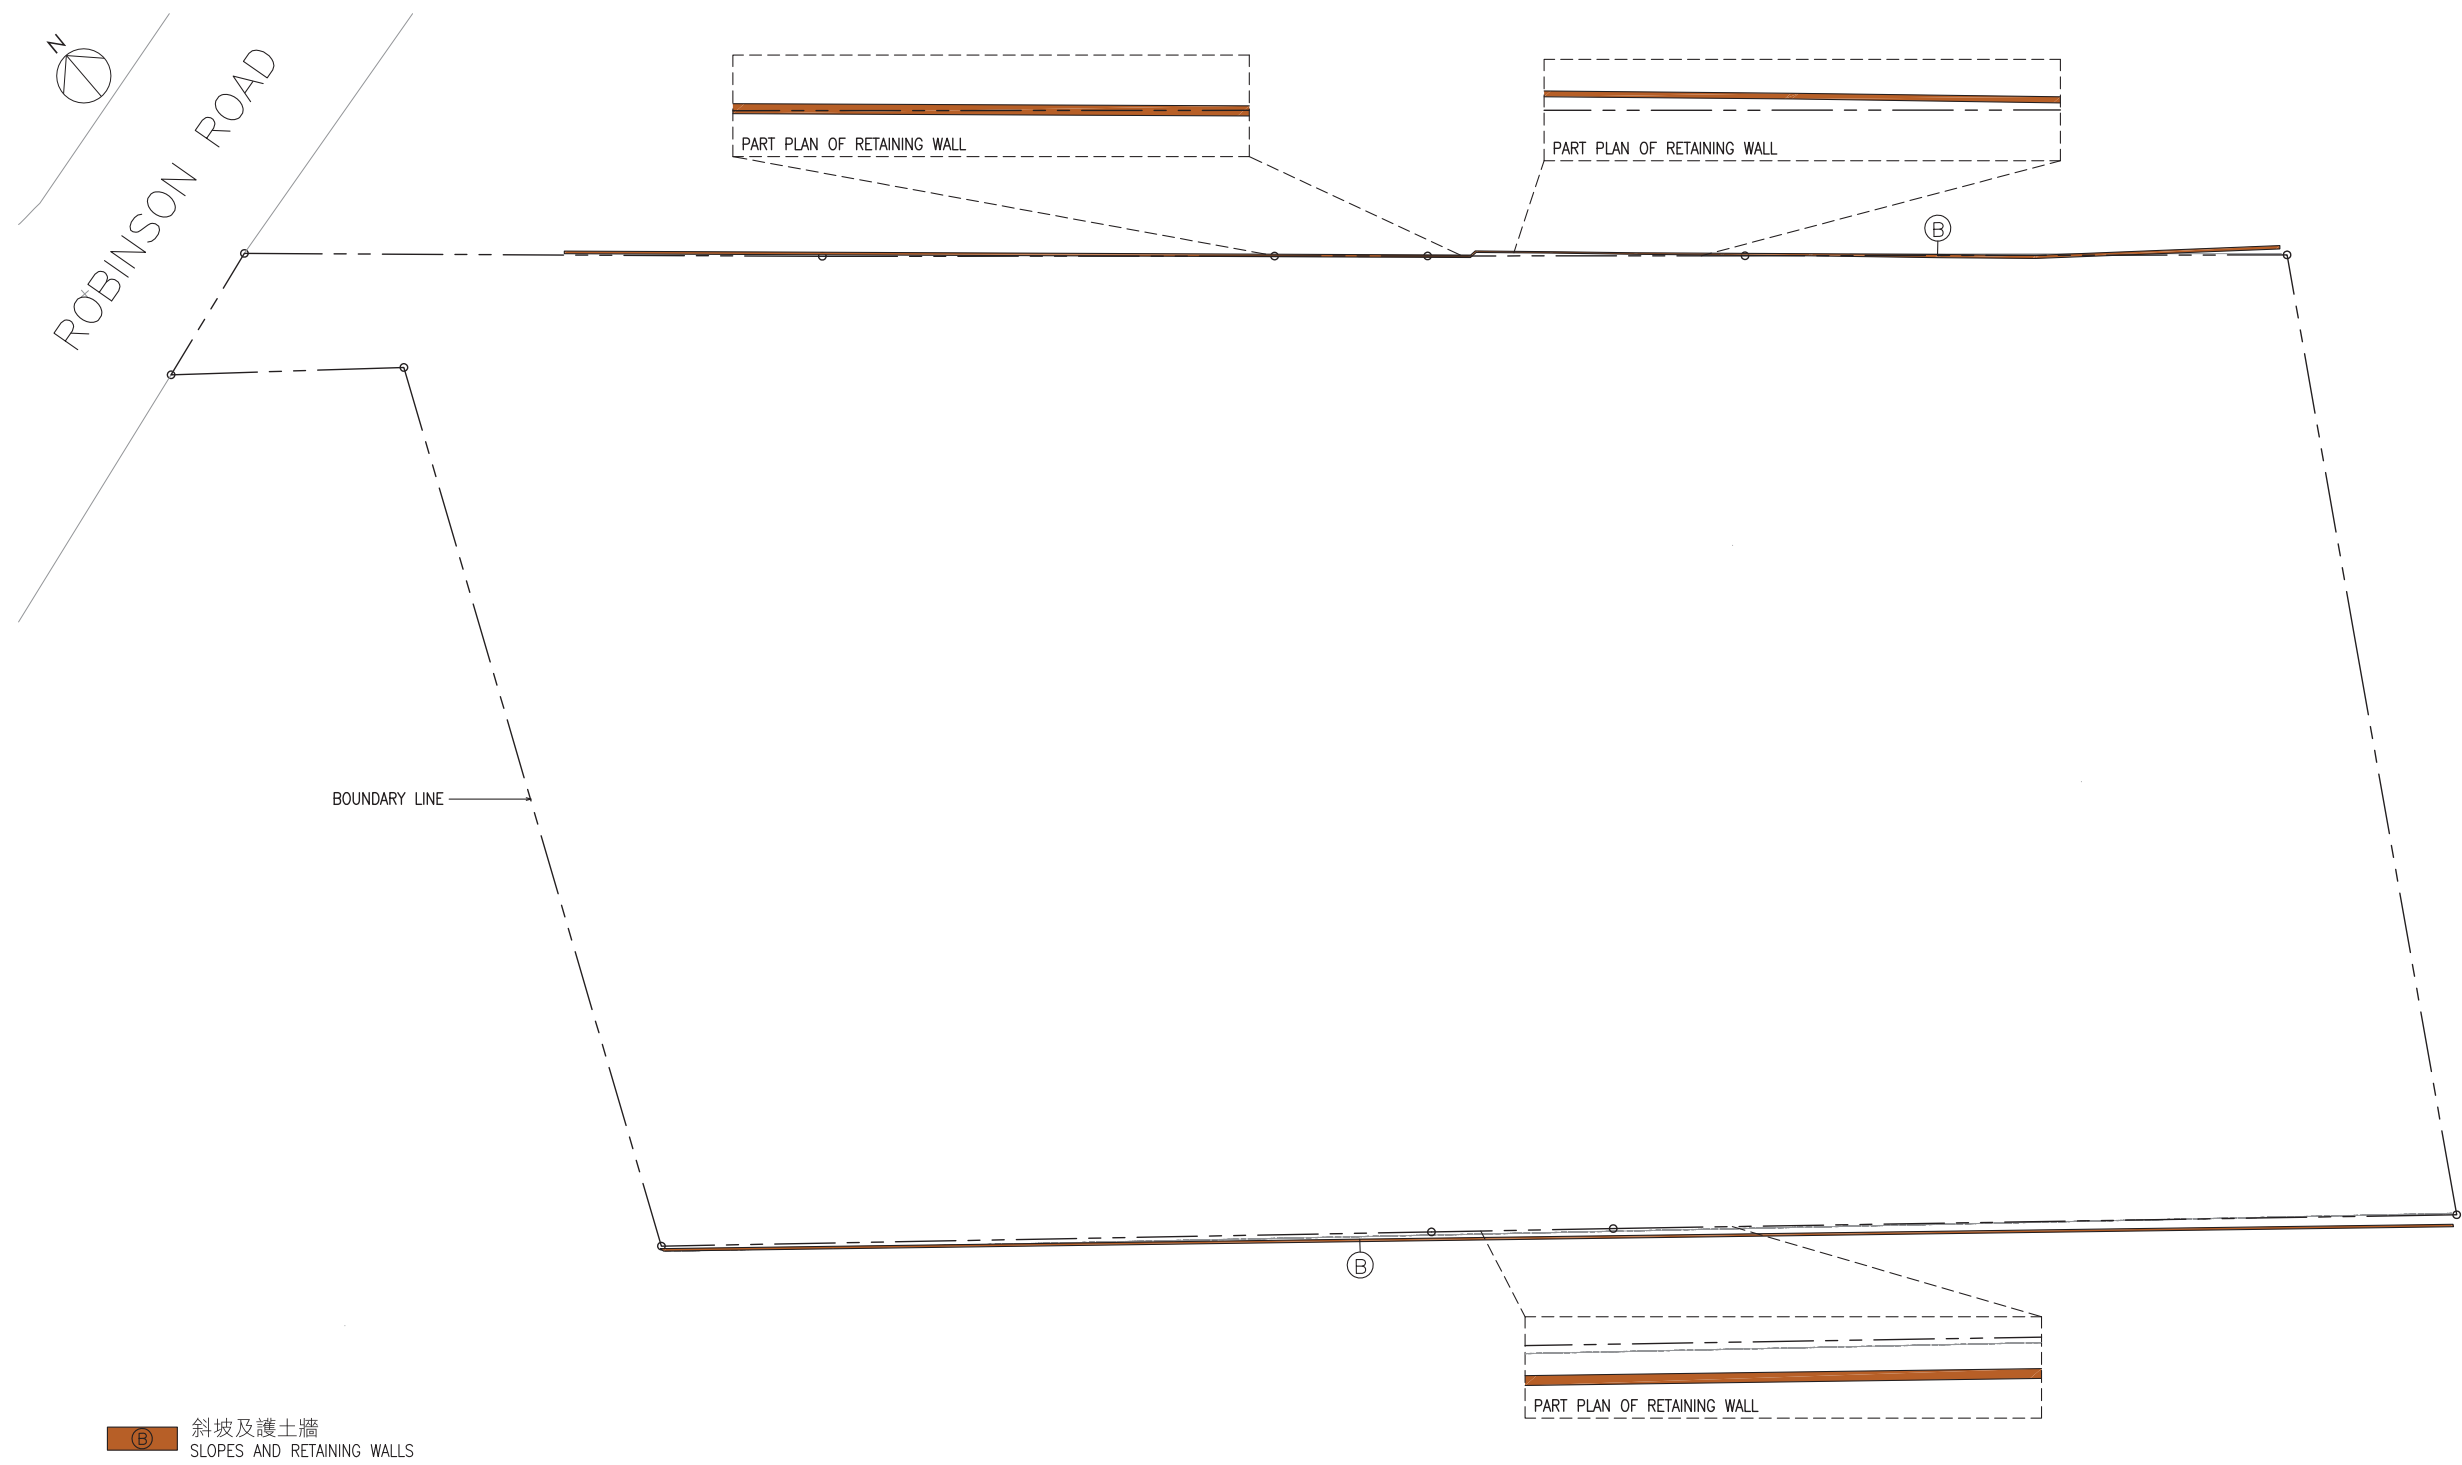 N
ROBINSON ROAD
PART PLAN OF RETAINING WALL
PART PLAN OF RETAINING WALL
B
BOUNDARY LINE
B
PART PLAN OF RETAINING WALL
B
斜坡及護土牆
SLOPES AND RETAINING WALLS